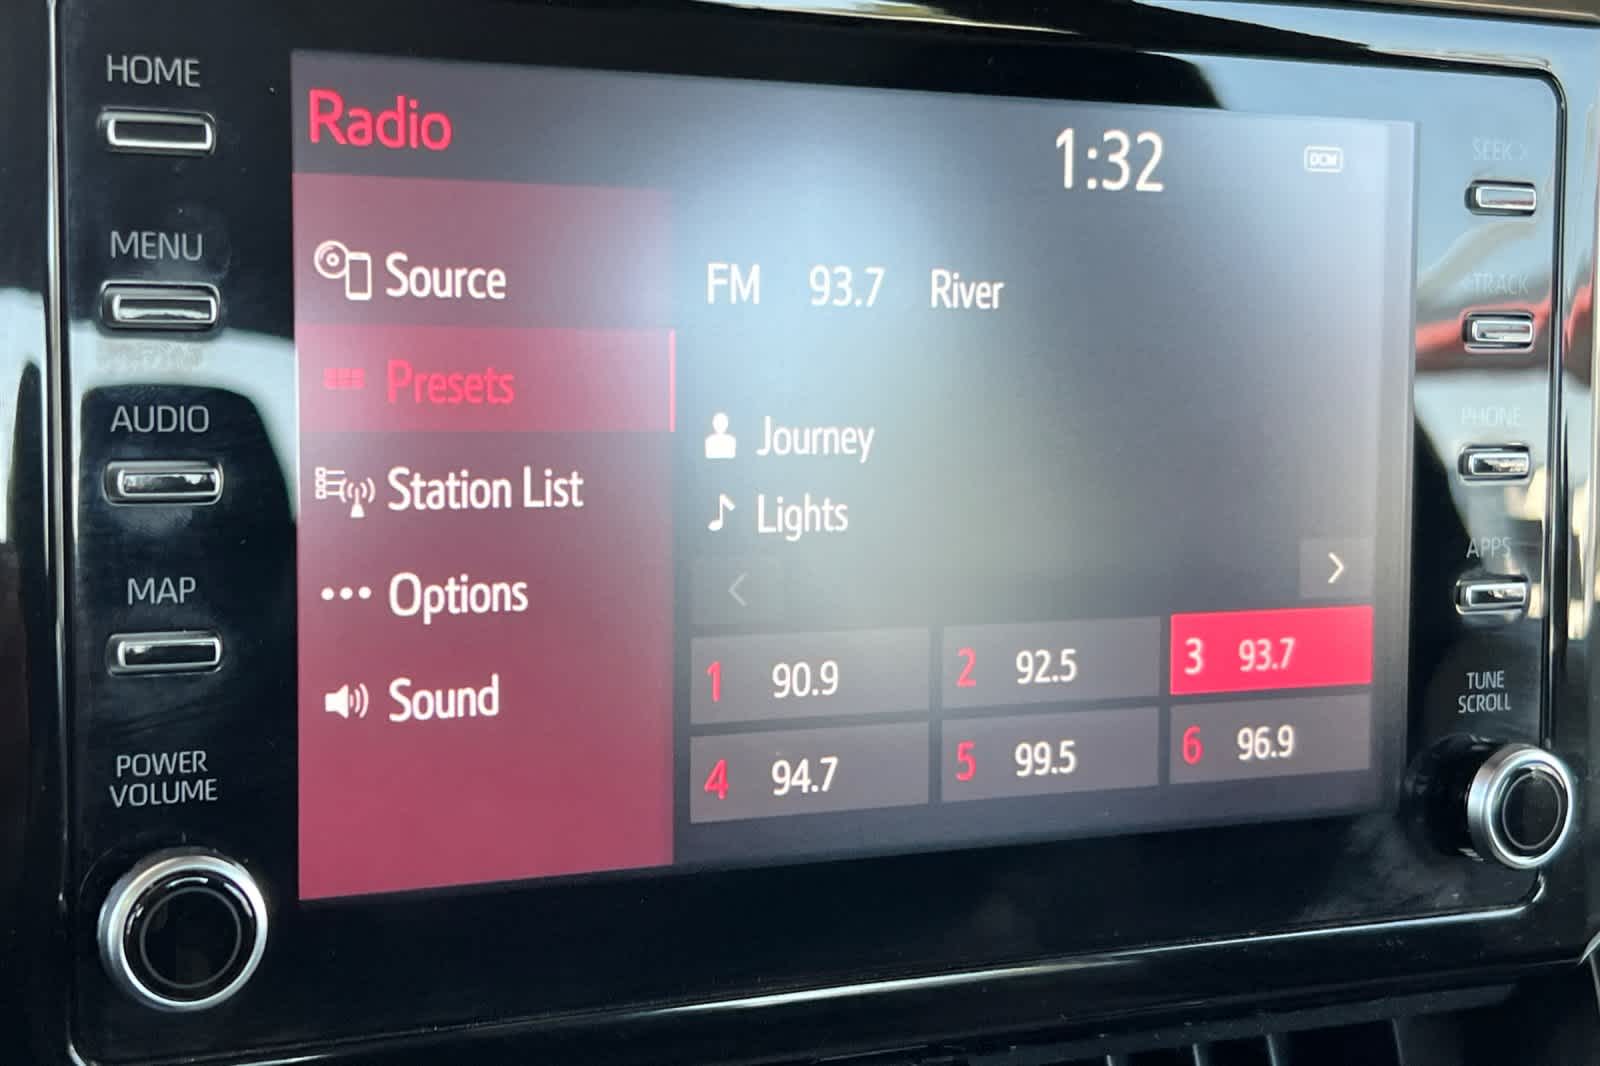 HOME
MENU
AUDIO
MAP
POWER
VOLUME
Radio
1:32
DCM
Source
Presets
Station List
Options
Sound
FM 93.7 River
Journey
Lights
<
>
1 90.9
2 92.5
3 93.7
4 94.7
5 99.5
6 96.9
SEEK >
< TRACK
PHONE
APPS
TUNE
SCROLL